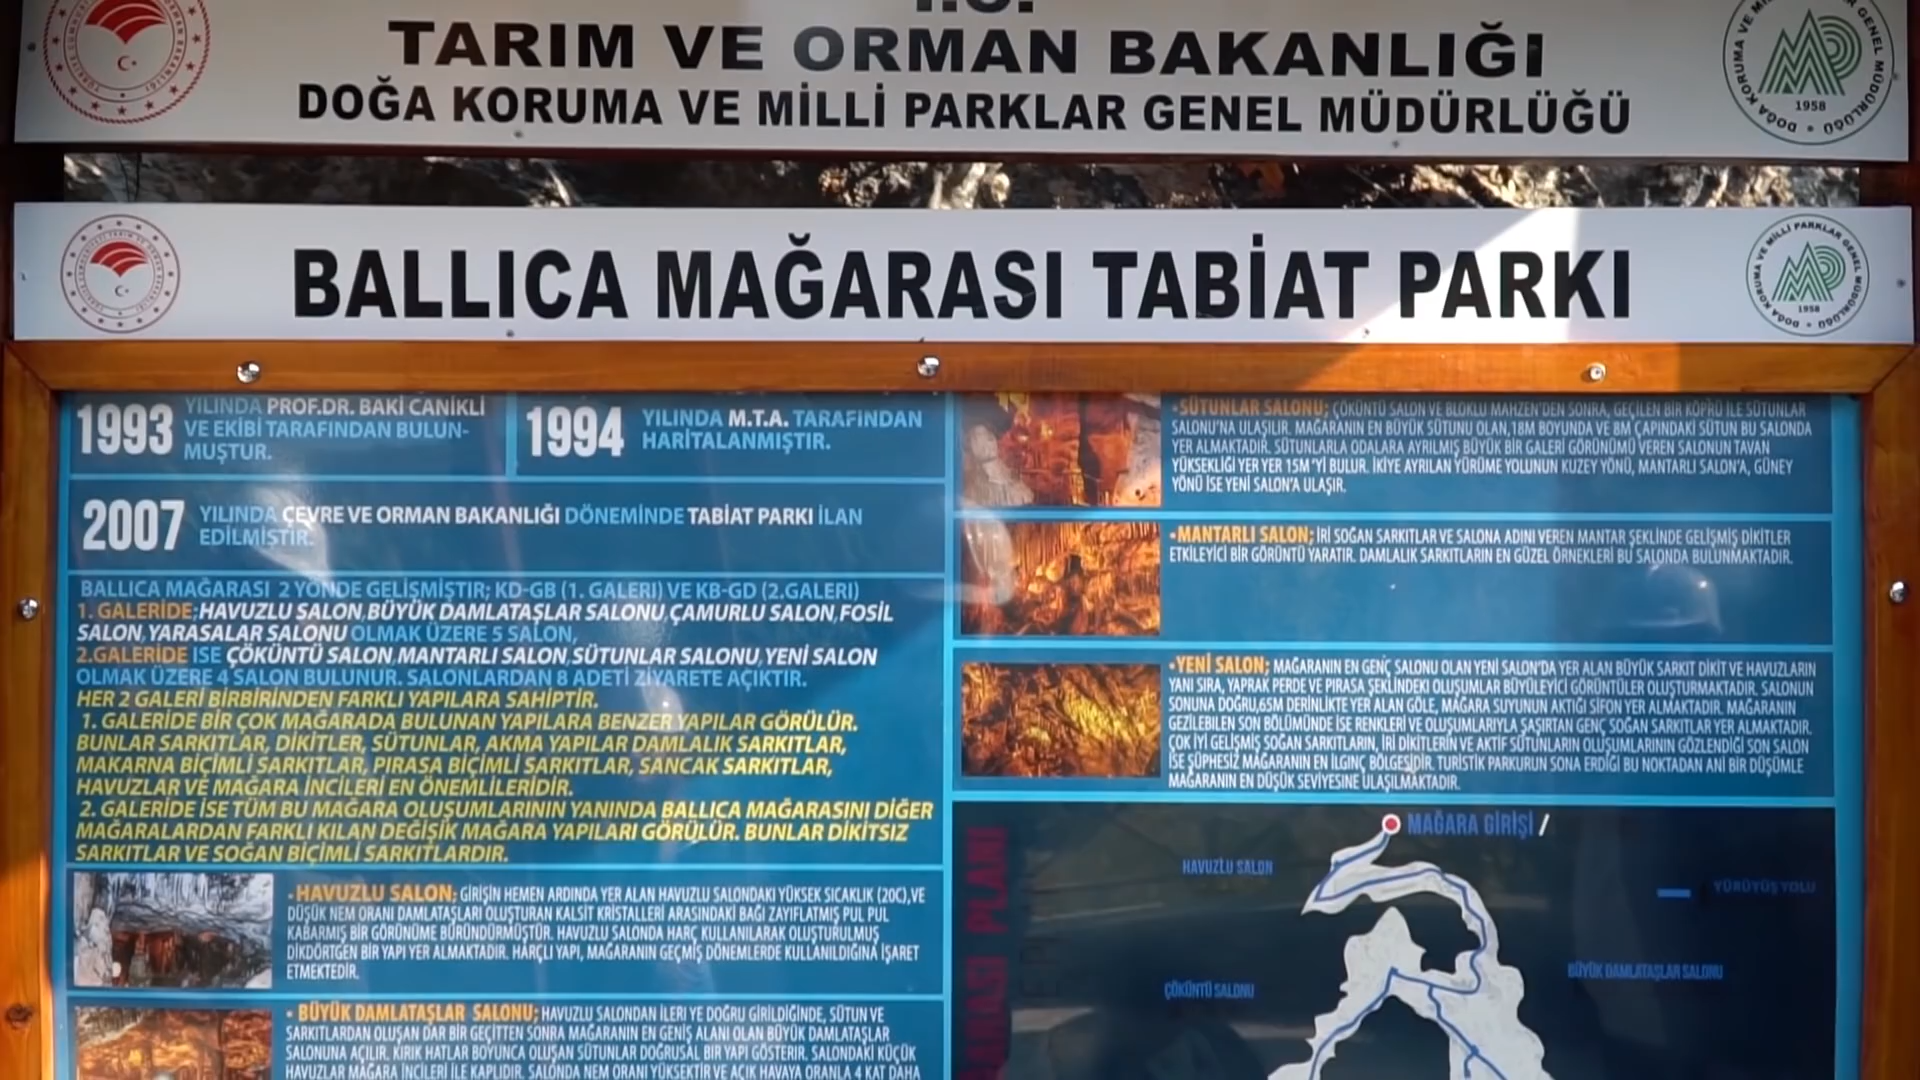 TARIM VE ORMAN BAKANLIĞI
DOĞA KORUMA VE MİLLİ PARKLAR GENEL MÜDÜRLÜĞÜ
1958
BALLICA MAĞARASI TABİAT PARKI
DOĞA KORUMA VE MİLLİ PARKLAR GENEL MÜDÜRLÜĞÜ
1958
1993 YILINDA PROF.DR. BAKİ CANİKLİ
VE EKİBİ TARAFINDAN BULUN-
MUŞTUR.
1994 YILINDA M.T.A. TARAFINDAN
HARİTALANMIŞTIR.
2007 YILINDA ÇEVRE VE ORMAN BAKANLIĞI DÖNEMİNDE TABİAT PARKI İLAN
EDİLMİŞTİR.
BALLICA MAĞARASI 2 YÖNDE GELİŞMİŞTİR; KD-GB (1. GALERI) VE KB-GD (2.GALERI)
1. GALERİDE;HAVUZLU SALON,BÜYÜK DAMLATAŞLAR SALONU,ÇAMURLU SALON,FOSİL
SALON,YARASALAR SALONU OLMAK ÜZERE 5 SALON,
2.GALERİDE ISE ÇÖKÜNTÜ SALON,MANTARLI SALON,SÜTUNLAR SALONU,YENİ SALON
OLMAK ÜZERE 4 SALON BULUNUR. SALONLARDAN 8 ADETİ ZİYARETE AÇIKTIR.
HER 2 GALERİ BİRBİRİNDEN FARKLI YAPILARA SAHİPTİR.
1. GALERİDE BİR ÇOK MAĞARADA BULUNAN YAPILARA BENZER YAPILAR GÖRÜLÜR.
BUNLAR SARKITLAR, DİKİTLER, SÜTUNLAR, AKMA YAPILAR DAMLALIK SARKITLAR,
MAKARNA BİÇİMLİ SARKITLAR, PIRASA BİÇİMLİ SARKITLAR, SANCAK SARKITLAR,
HAVUZLAR VE MAĞARA İNCİLERİ EN ÖNEMLİLERİDİR.
2. GALERİDE İSE TÜM BU MAĞARA OLUŞUMLARININ YANINDA BALLICA MAĞARASINI DİĞER
MAĞARALARDAN FARKLI KILAN DEĞİŞİK MAĞARA YAPILARI GÖRÜLÜR. BUNLAR DİKİTSIZ
SARKITLAR VE SOĞAN BİÇİMLİ SARKITLARDIR.
•HAVUZLU SALON; GİRİŞİN HEMEN ARDINDA YER ALAN HAVUZLU SALONDAKI YÜKSEK SICAKLIK (20C),VE
DÜŞÜK NEM ORANI DAMLATAŞLARI OLUŞTURAN KALSİT KRİSTALLERİ ARASINDAKİ BAĞI ZAYIFLATMIŞ PUL PUL
KABARMIŞ BİR GÖRÜNÜME BÜRÜNDÜRMÜŞTÜR. HAVUZLU SALONDA HARÇ KULLANILARAK OLUŞTURULMUŞ
DİKDÖRTGEN BİR YAPI YER ALMAKTADIR. HARÇLI YAPI, MAĞARANIN GEÇMİŞ DÖNEMLERDE KULLANILDIĞINA İŞARET
ETMEKTEDİR.
• BÜYÜK DAMLATAŞLAR SALONU; HAVUZLU SALONDAN İLERI YE DOĞRU GİRİLDİĞİNDE, SÜTUN VE
SARKITLARDAN OLUŞAN DAR BİR GEÇİTTEN SONRA MAĞARANIN EN GENİŞ ALANI OLAN BÜYÜK DAMLATAŞLAR
SALONUNA AÇILIR. KIRIK HATLAR BOYUNCA OLUŞAN SÜTUNLAR DOĞRUSAL BİR YAPI GÖSTERIR. SALONDAKİ KÜÇÜK
HAVUZLAR MAĞARA İNCİLERİ İLE KAPLIDIR. SALONDA NEM ORANI YÜKSEKTİR VE AÇIK HAVAYA ORANLA 4 KAT DAHA
•SÜTUNLAR SALONU; ÇÖKÜNTÜ SALON VE BLOKLU MAHZEN'DEN SONRA, GEÇİLEN BİR KÖPRÜ İLE SÜTUNLAR
SALONU'NA ULAŞILIR. MAĞARANIN EN BÜYÜK SÜTUNU OLAN,18M BOYUNDA VE 8M ÇAPINDAKİ SÜTUN BU SALONDA
YER ALMAKTADIR. SÜTUNLARLA ODALARA AYRILMIŞ BÜYÜK BİR GALERİ GÖRÜNÜMÜ VEREN SALONUN TAVAN
YÜKSEKLİĞİ YER YER 15M 'Yİ BULUR. İKİYE AYRILAN YÜRÜME YOLUNUN KUZEY YÖNÜ, MANTARLI SALON'A, GÜNEY
YÖNÜ İSE YENİ SALON'A ULAŞIR.
•MANTARLI SALON; İRİ SOĞAN SARKITLAR VE SALONA ADINI VEREN MANTAR ŞEKLİNDE GELİŞMİŞ DİKİTLER
ETKİLEYİCİ BİR GÖRÜNTÜ YARATIR. DAMLALIK SARKITLARIN EN GÜZEL ÖRNEKLERİ BU SALONDA BULUNMAKTADIR.
•YENİ SALON; MAĞARANIN EN GENÇ SALONU OLAN YENİ SALON'DA YER ALAN BÜYÜK SARKIT DİKİT VE HAVUZLARIN
YANI SIRA, YAPRAK PERDE VE PIRASA ŞEKLİNDEKİ OLUŞUMLAR BÜYÜLEYİCİ GÖRÜNTÜLER OLUŞTURMAKTADIR. SALONUN
SONUNA DOĞRU,65M DERİNLİKTE YER ALAN GÖLE, MAĞARA SUYUNUN AKTIĞI SİFON YER ALMAKTADIR. MAĞARANIN
GEZİLEBİLEN SON BÖLÜMÜNDE İSE RENKLERİ VE OLUŞUMLARIYLA ŞAŞIRTAN GENÇ SOĞAN SARKITLAR YER ALMAKTADIR.
ÇOK İYİ GELİŞMİŞ SOĞAN SARKITLARIN, İRİ DİKİTLERİN VE AKTİF SÜTUNLARIN OLUŞUMLARININ GÖZLENDİĞİ SON SALON
İSE ŞÜPHESİZ MAĞARANIN EN İLGINÇ BÖLGESİDİR. TURİSTİK PARKURUN SONA ERDİĞİ BU NOKTADAN ANİ BİR DÜŞÜMLE
MAĞARANIN EN DÜŞÜK SEVİYESİNE ULAŞILMAKTADIR.
MAĞARA GİRİŞİ /
HAVUZLU SALON
YÜRÜYÜŞ YOLU
BÜYÜK DAMLATAŞLAR SALONU
ÇÖKÜNTÜ SALONU
PLANI